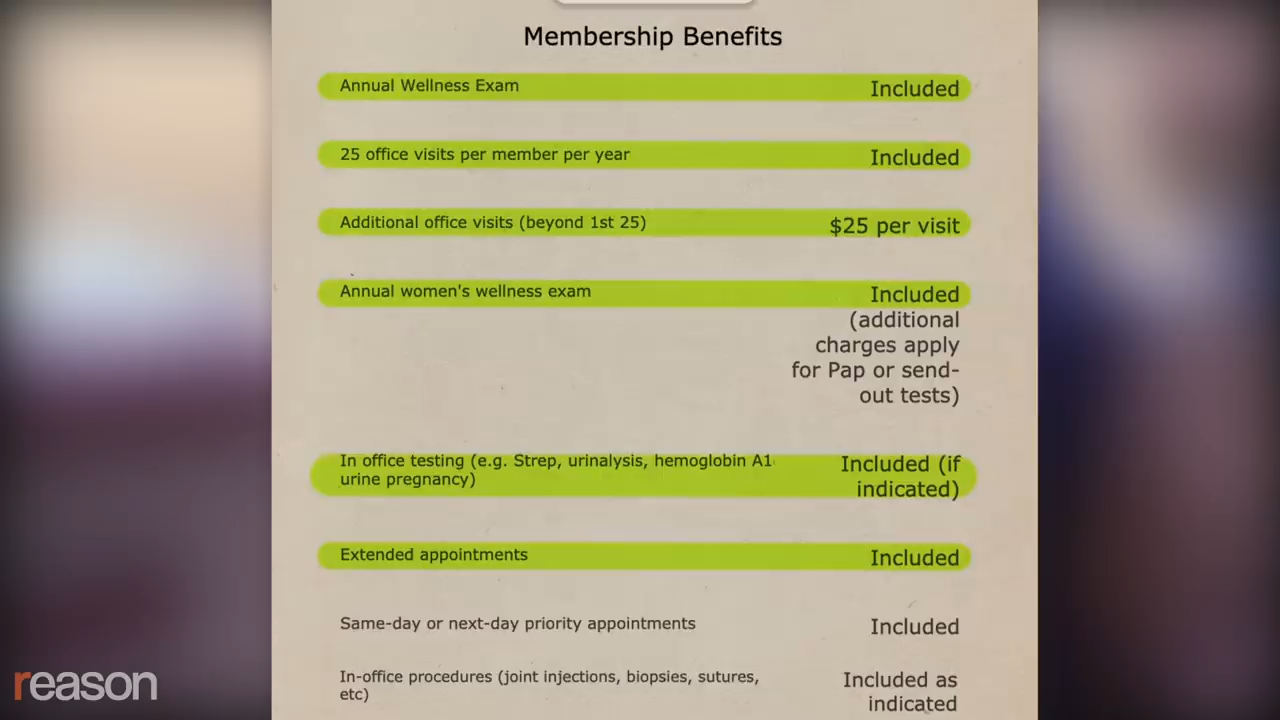 Membership Benefits
Annual Wellness Exam Included
25 office visits per member per year Included
Additional office visits (beyond 1st 25) $25 per visit
Annual women's wellness exam Included
(additional
charges apply
for Pap or send-
out tests)
In office testing (e.g. Strep, urinalysis, hemoglobin A1 Included (if
urine pregnancy) indicated)
Extended appointments Included
Same-day or next-day priority appointments Included
In-office procedures (joint injections, biopsies, sutures, Included as
etc) indicated
reason